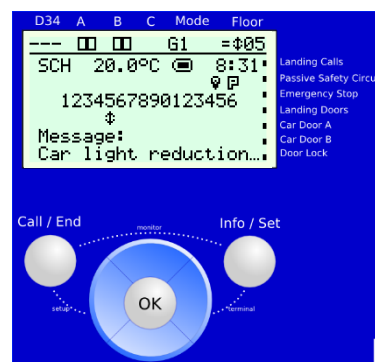 D34 A B C Mode Floor
--- G1 =⇕05
SCH 20.0ºC 8:31
P
1234567890123456
⇕
Message:
Car light reduction…
Landing Calls
Passive Safety Circu
Emergency Stop
Landing Doors
Car Door A
Car Door B
Door Lock
Call / End
monitor
Info / Set
OK
setup
terminal